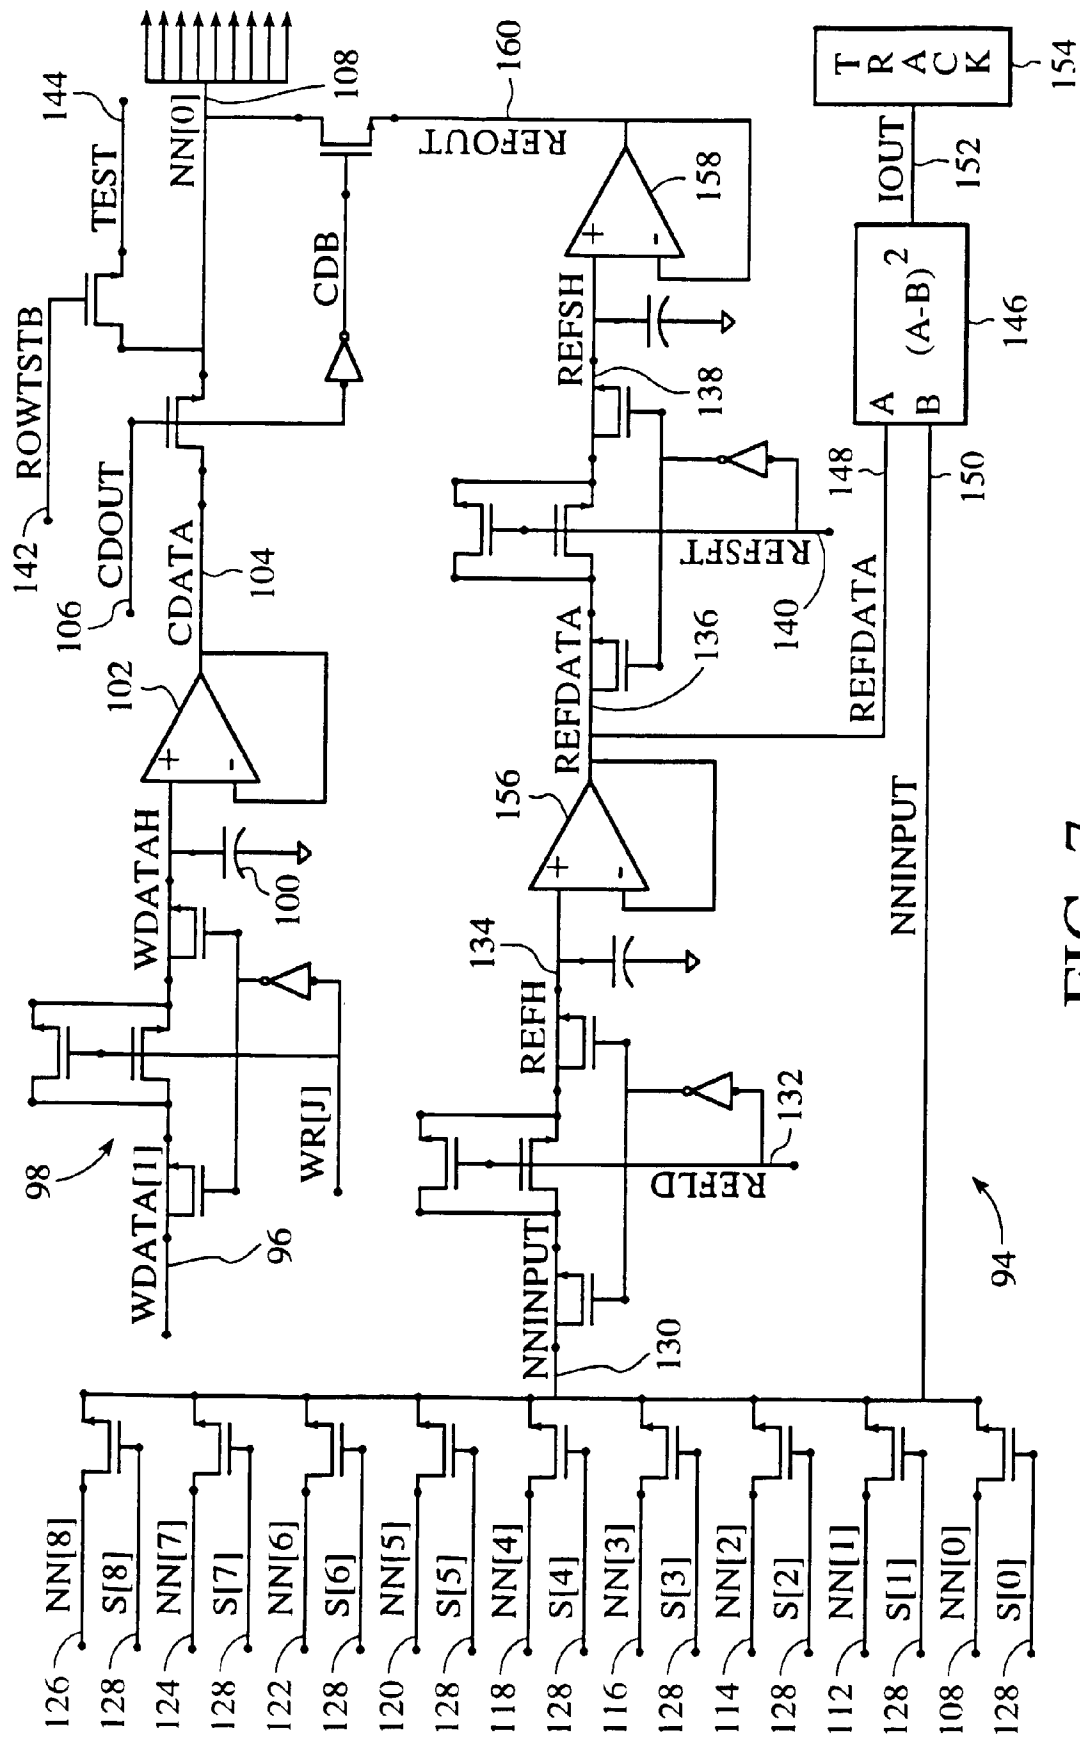 ROWTSTB
142
TEST
144
CDOUT
106
NN[0]
108
CDATA
104
CDB
102
+
-
WDATAH
100
98
WDATA[1]
96
WR[J]
REFOUT
160
158
+
-
REFSH
138
REFSFT
140
REFDATA
136
156
+
-
134
REFH
REFLD
132
NNINPUT
130
T
R
A
C
K
154
IOUT
152
(A-B)2
A
B
146
148
150
REFDATA
NNINPUT
94
126 NN[8]
128 S[8]
124 NN[7]
128 S[7]
122 NN[6]
128 S[6]
120 NN[5]
128 S[5]
118 NN[4]
128 S[4]
116 NN[3]
128 S[3]
114 NN[2]
128 S[2]
112 NN[1]
128 S[1]
108 NN[0]
128 S[0]